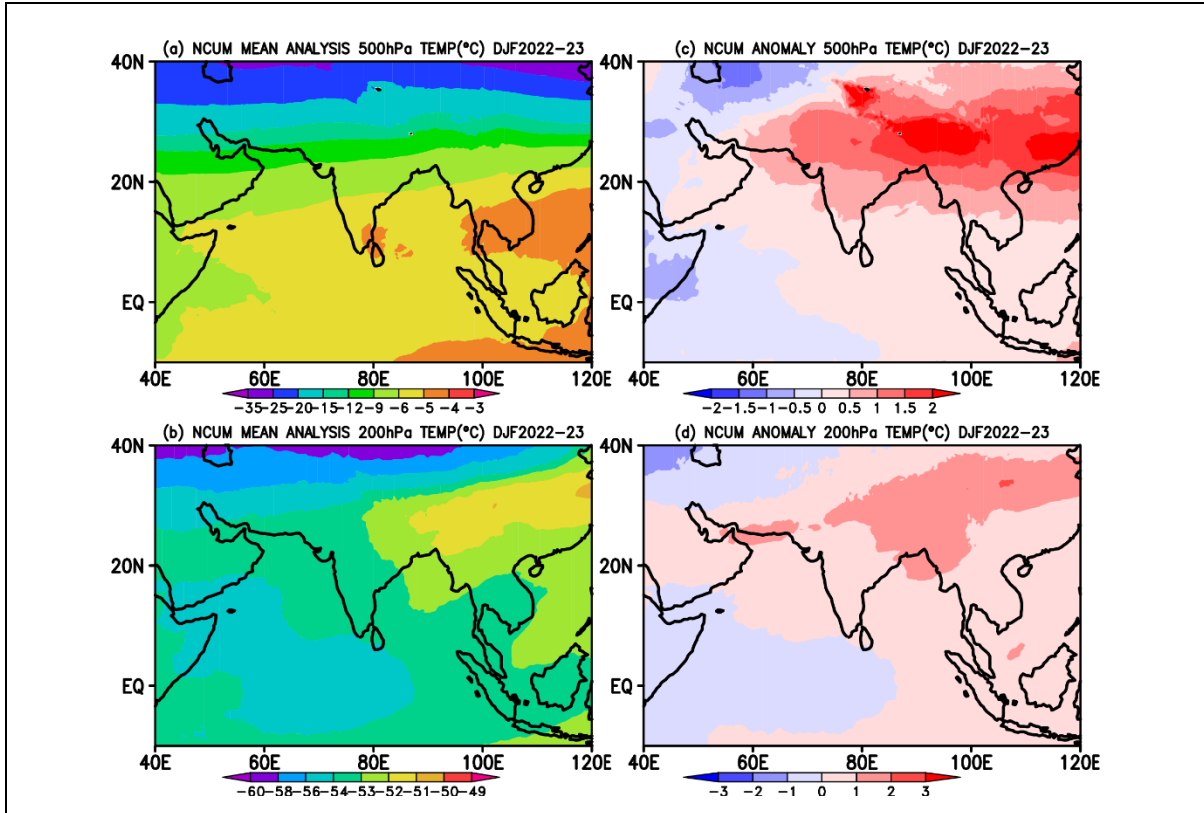 (a) NCUM MEAN ANALYSIS 500hPa TEMP(°C) DJF2022-23
40N
20N
EQ
40E 60E 80E 100E 120E
-35-25-20-15-12-9 -6 -5 -4 -3
(c) NCUM ANOMALY 500hPa TEMP(°C) DJF2022-23
40N
20N
EQ
40E 60E 80E 100E 120E
-2-1.5-1-0.5 0 0.5 1 1.5 2
(b) NCUM MEAN ANALYSIS 200hPa TEMP(°C) DJF2022-23
40N
20N
EQ
40E 60E 80E 100E 120E
-60-58-56-54-53-52-51-50-49
(d) NCUM ANOMALY 200hPa TEMP(°C) DJF2022-23
40N
20N
EQ
40E 60E 80E 100E 120E
-3 -2 -1 0 1 2 3